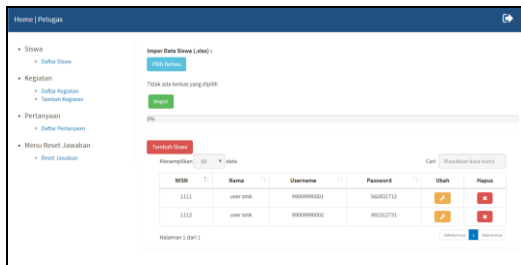 Home | Petugas
Siswa
Daftar Siswa
Kegiatan
Daftar Kegiatan
Tambah Kegiatan
Pertanyaan
Daftar Pertanyaan
Menu Reset Jawaban
Reset Jawaban
Impor Data Siswa (.xlsx) :
Pilih Berkas
Tidak ada berkas yang dipilih
Impor
0%
Tambah Siswa
Menampilkan 10 data
Cari Masukkan kata kunci
NISN Nama Username Password Ubah Hapus
1111 user smk 99009990001 562831712
1112 user smk 99009990002 992312731
Halaman 1 dari 1
Sebelumnya 1 Selanjutnya